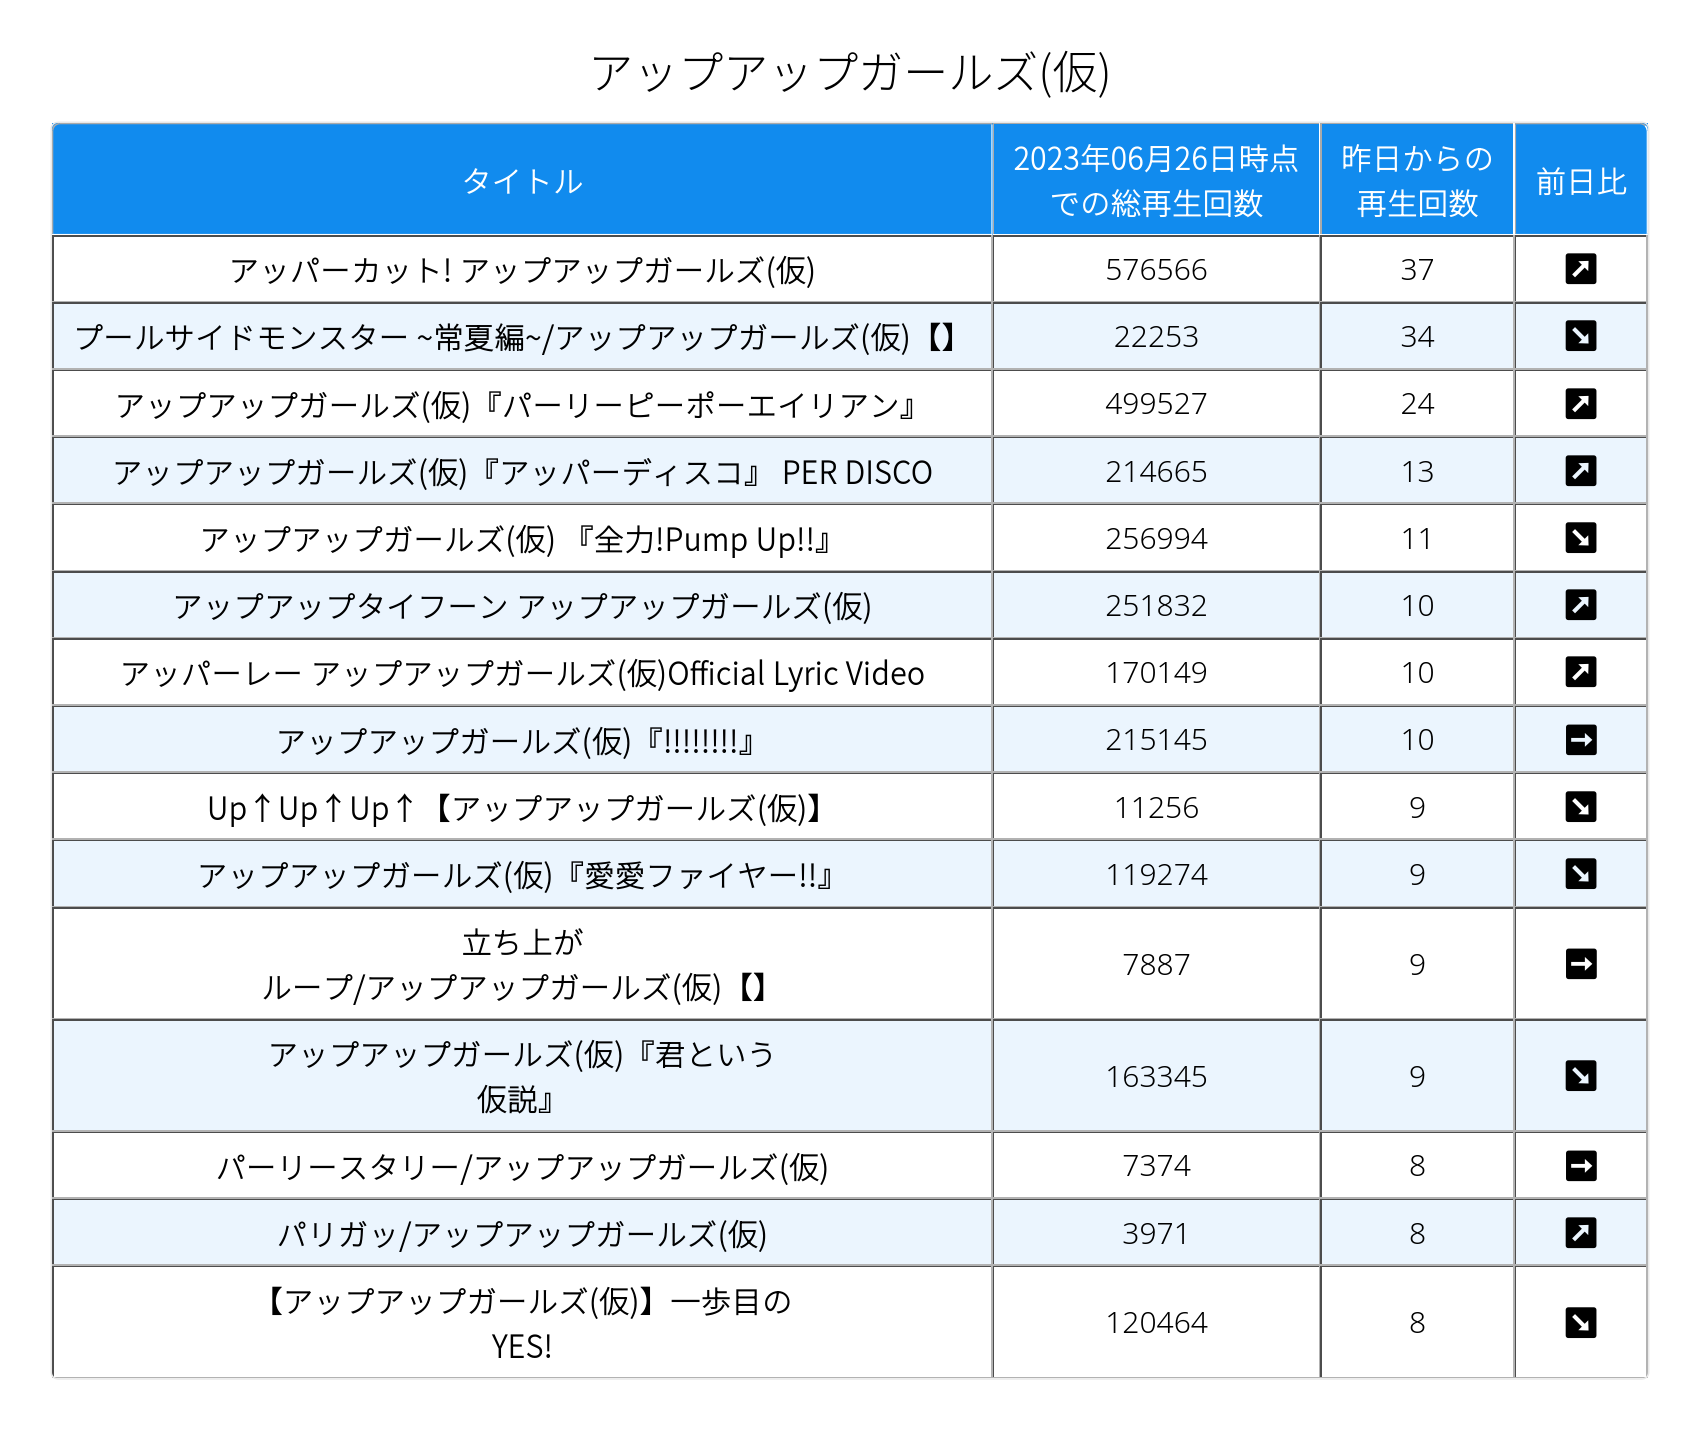 アップアップガールズ(仮)
タイトル 2023年06月26日時点 での総再生回数 昨日からの 再生回数 前日比
アッパーカット! アップアップガールズ(仮) 576566 37 ↗
プールサイドモンスター ~常夏編~/アップアップガールズ(仮)【】 22253 34 ↘
アップアップガールズ(仮)『パーリーピーポーエイリアン』 499527 24 ↗
アップアップガールズ(仮)『アッパーディスコ』 PER DISCO 214665 13 ↗
アップアップガールズ(仮) 『全力!Pump Up!!』 256994 11 ↘
アップアップタイフーン アップアップガールズ(仮) 251832 10 ↗
アッパーレー アップアップガールズ(仮)Official Lyric Video 170149 10 ↗
アップアップガールズ(仮)『!!!!!!!!』 215145 10 →
Up↑Up↑Up↑【アップアップガールズ(仮)】 11256 9 ↘
アップアップガールズ(仮)『愛愛ファイヤー!!』 119274 9 ↘
立ち上が
ループ/アップアップガールズ(仮)【】 7887 9 →
アップアップガールズ(仮)『君という
仮説』 163345 9 ↘
パーリースタリー/アップアップガールズ(仮) 7374 8 →
パリガッ/アップアップガールズ(仮) 3971 8 ↗
【アップアップガールズ(仮)】一歩目の
YES! 120464 8 ↘